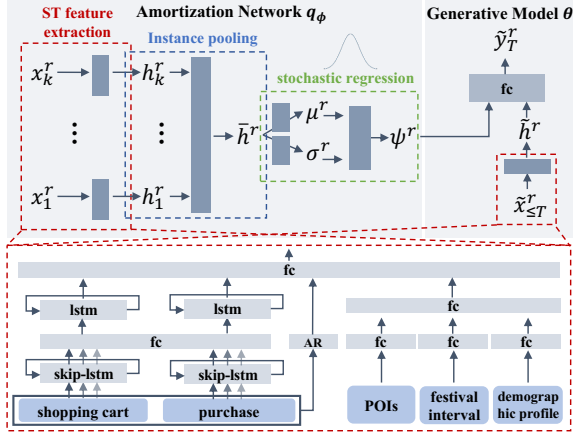 ST feature
extraction
Amortization Network q_ϕ
Generative Model θ
Instance pooling
stochastic regression
x_k^r
h_k^r
⋮
⋮
x_1^r
h_1^r
h̄^r
μ^r
σ^r
ψ^r
ỹ_T^r
fc
h̃^r
x̃_{≤T}^r
fc
lstm
lstm
fc
fc
AR
fc
fc
fc
skip-lstm
skip-lstm
shopping cart
purchase
POIs
festival
interval
demograp
hic profile